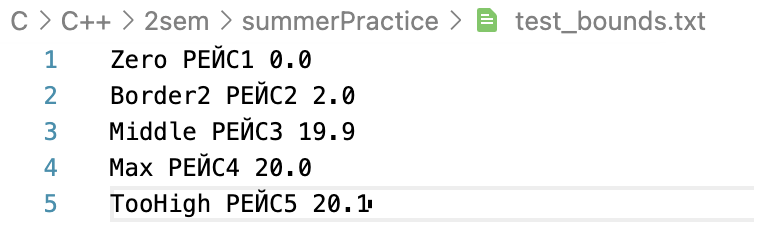 C > C++ > 2sem > summerPractice > test_bounds.txt
1 Zero РЕЙС1 0.0
2 Border2 РЕЙС2 2.0
3 Middle РЕЙС3 19.9
4 Max РЕЙС4 20.0
5 TooHigh РЕЙС5 20.1